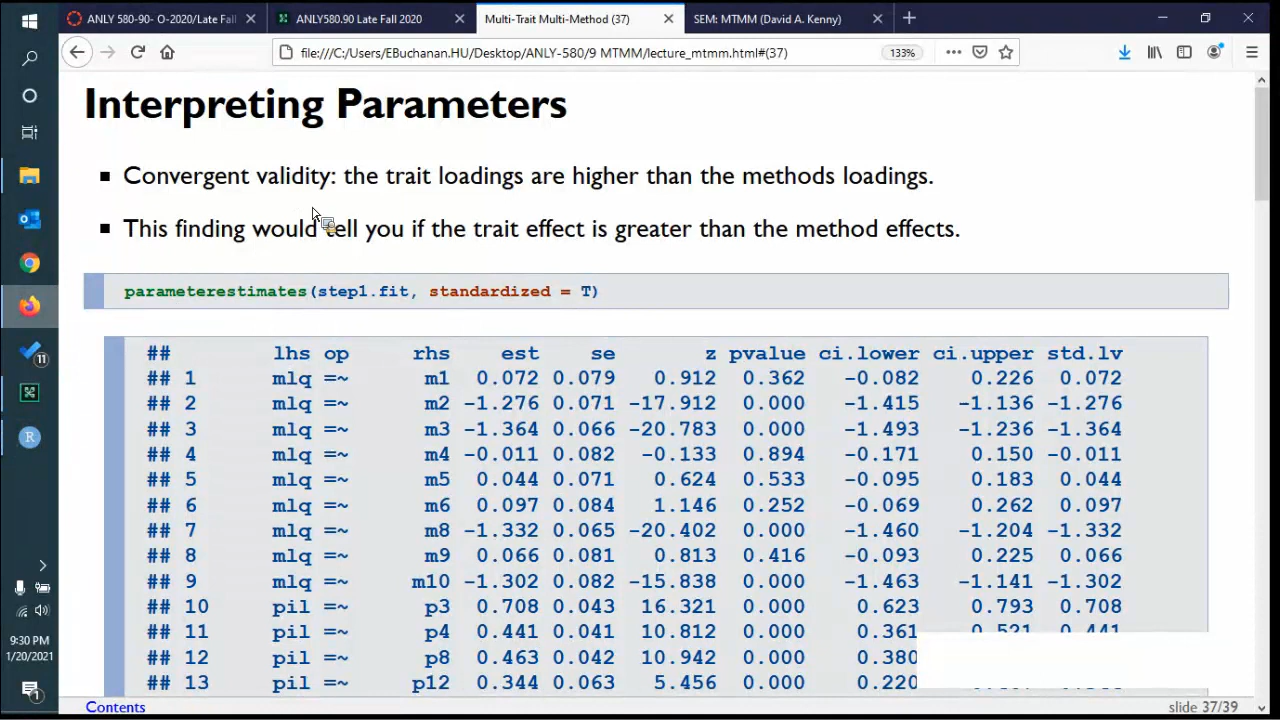 ANLY 580-90- O-2020/Late Fall
ANLY580.90 Late Fall 2020
Multi-Trait Multi-Method (37)
SEM: MTMM (David A. Kenny)
file:///C:/Users/EBuchanan.HU/Desktop/ANLY-580/9 MTMM/lecture_mtmm.html#(37)
133%
Interpreting Parameters
Convergent validity: the trait loadings are higher than the methods loadings.
This finding would tell you if the trait effect is greater than the method effects.
parameterestimates(step1.fit, standardized = T)
## lhs op rhs est se z pvalue ci.lower ci.upper std.lv
## 1 mlq =~ m1 0.072 0.079 0.912 0.362 -0.082 0.226 0.072
## 2 mlq =~ m2 -1.276 0.071 -17.912 0.000 -1.415 -1.136 -1.276
## 3 mlq =~ m3 -1.364 0.066 -20.783 0.000 -1.493 -1.236 -1.364
## 4 mlq =~ m4 -0.011 0.082 -0.133 0.894 -0.171 0.150 -0.011
## 5 mlq =~ m5 0.044 0.071 0.624 0.533 -0.095 0.183 0.044
## 6 mlq =~ m6 0.097 0.084 1.146 0.252 -0.069 0.262 0.097
## 7 mlq =~ m8 -1.332 0.065 -20.402 0.000 -1.460 -1.204 -1.332
## 8 mlq =~ m9 0.066 0.081 0.813 0.416 -0.093 0.225 0.066
## 9 mlq =~ m10 -1.302 0.082 -15.838 0.000 -1.463 -1.141 -1.302
## 10 pil =~ p3 0.708 0.043 16.321 0.000 0.623 0.793 0.708
## 11 pil =~ p4 0.441 0.041 10.812 0.000 0.361 0.521 0.441
## 12 pil =~ p8 0.463 0.042 10.942 0.000 0.380
## 13 pil =~ p12 0.344 0.063 5.456 0.000 0.220
Contents
slide 37/39
11
9:30 PM
1/20/2021
1